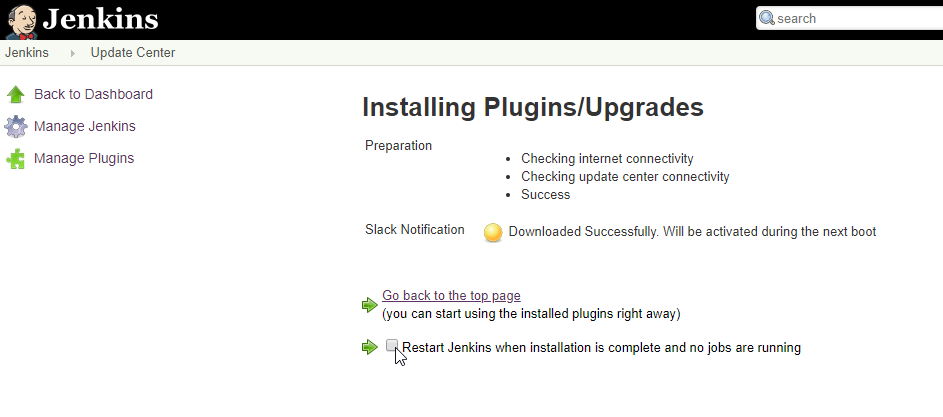 Jenkins
search
Jenkins Update Center
Back to Dashboard
Manage Jenkins
Manage Plugins
Installing Plugins/Upgrades
Preparation
Checking internet connectivity
Checking update center connectivity
Success
Slack Notification Downloaded Successfully. Will be activated during the next boot
Go back to the top page
(you can start using the installed plugins right away)
Restart Jenkins when installation is complete and no jobs are running